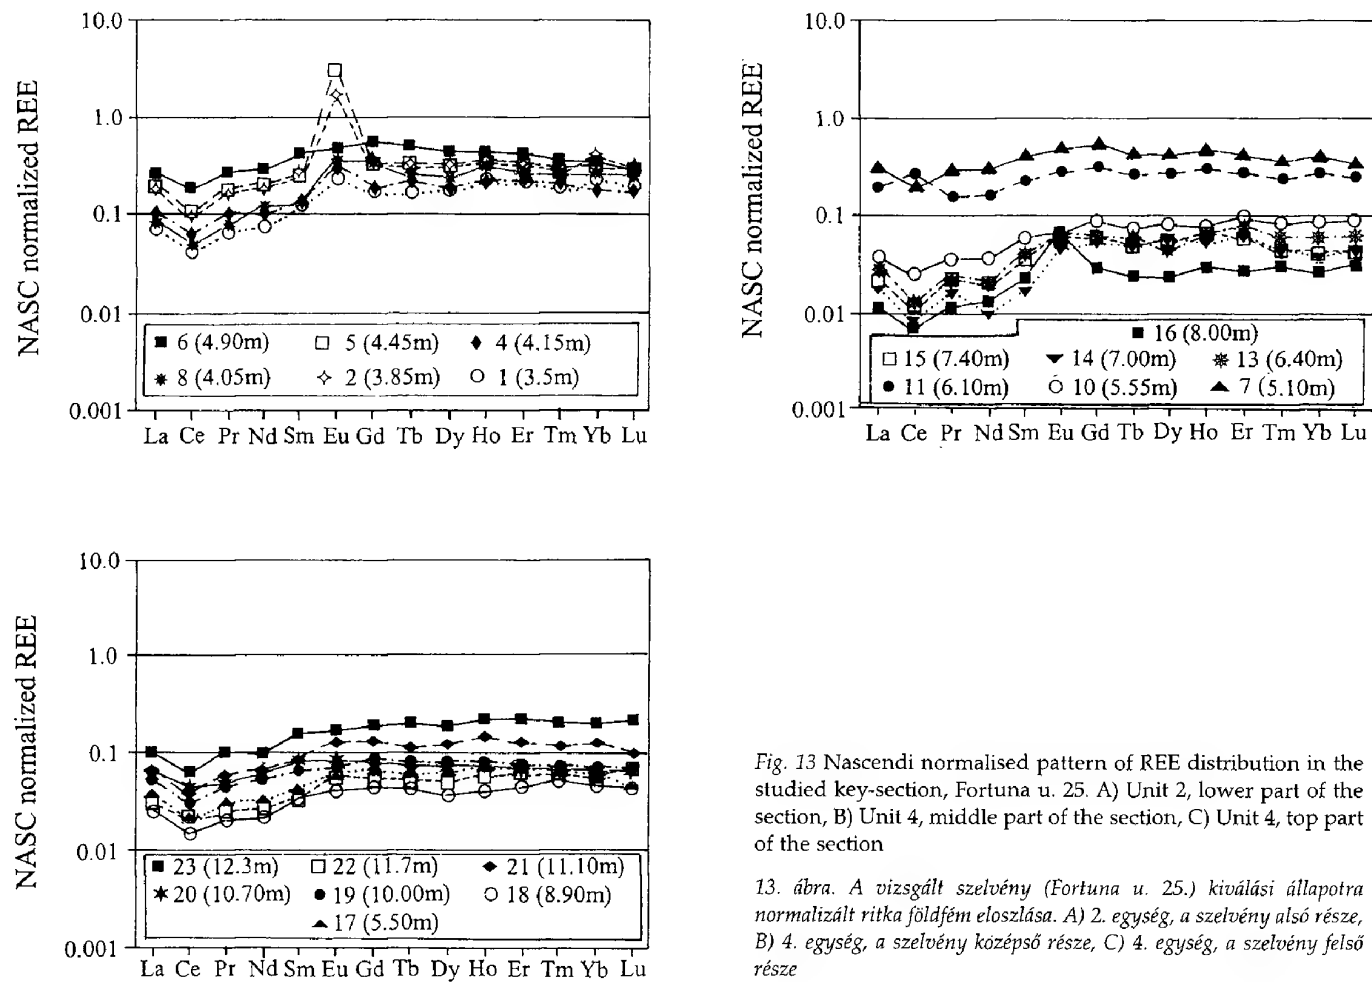 NASC normalized REE
10.0
1.0
0.1
0.01
0.001
■ 6 (4.90m) □ 5 (4.45m) ♦ 4 (4.15m)
✷ 8 (4.05m) ✧ 2 (3.85m) ○ 1 (3.5m)
La Ce Pr Nd Sm Eu Gd Tb Dy Ho Er Tm Yb Lu
NASC normalized REE
10.0
1.0
0.1
0.01
0.001
■ 16 (8.00m)
□ 15 (7.40m) ▼ 14 (7.00m) ✳ 13 (6.40m)
● 11 (6.10m) ○ 10 (5.55m) ▲ 7 (5.10m)
La Ce Pr Nd Sm Eu Gd Tb Dy Ho Er Tm Yb Lu
NASC normalized REE
10.0
1.0
0.1
0.01
0.001
■ 23 (12.3m) □ 22 (11.7m) ♦ 21 (11.10m)
✷ 20 (10.70m) ● 19 (10.00m) ○ 18 (8.90m)
▲ 17 (5.50m)
La Ce Pr Nd Sm Eu Gd Tb Dy Ho Er Tm Yb Lu
Fig. 13 Nascendi normalised pattern of REE distribution in the
studied key-section, Fortuna u. 25. A) Unit 2, lower part of the
section, B) Unit 4, middle part of the section, C) Unit 4, top part
of the section
13. ábra. A vizsgált szelvény (Fortuna u. 25.) kiválási állapotra
normalizált ritka földfém eloszlása. A) 2. egység, a szelvény alsó része,
B) 4. egység, a szelvény középső része, C) 4. egység, a szelvény felső
része